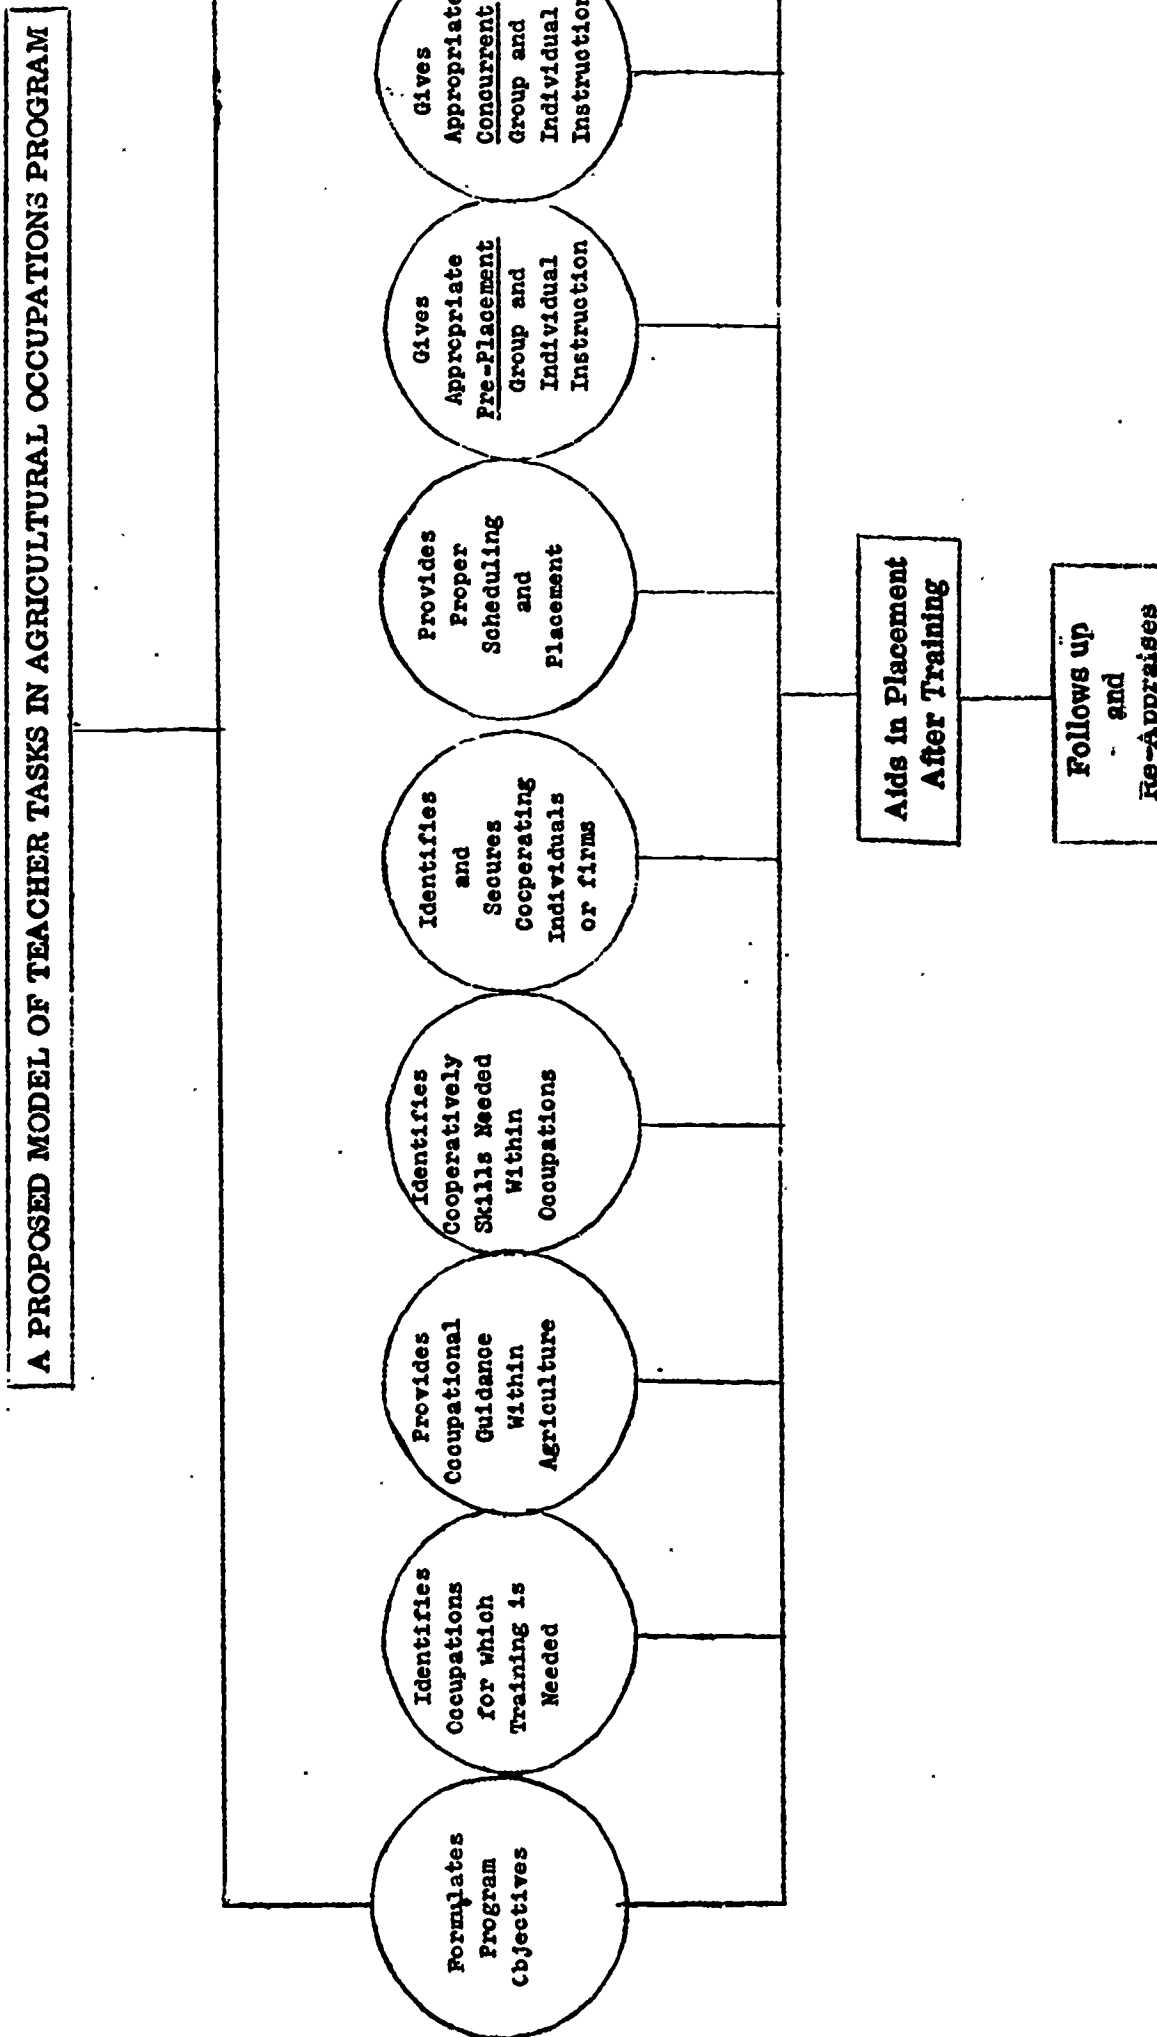 A PROPOSED MODEL OF TEACHER TASKS IN AGRICULTURAL OCCUPATIONS PROGRAM
Formulates
Program
Objectives
Identifies
Occupations
for which
Training is
Needed
Provides
Occupational
Guidance
Within
Agriculture
Identifies
Cooperatively
Skills Needed
Within
Occupations
Identifies
and
Secures
Cooperating
Individuals
or firms
Provides
Proper
Scheduling
and
Placement
Gives
Appropriate
Pre-Placement
Group and
Individual
Instruction
Gives
Appropriate
Concurrent
Group and
Individual
Instruction
Aids in Placement
After Training
Follows up
and
Re-Appraises